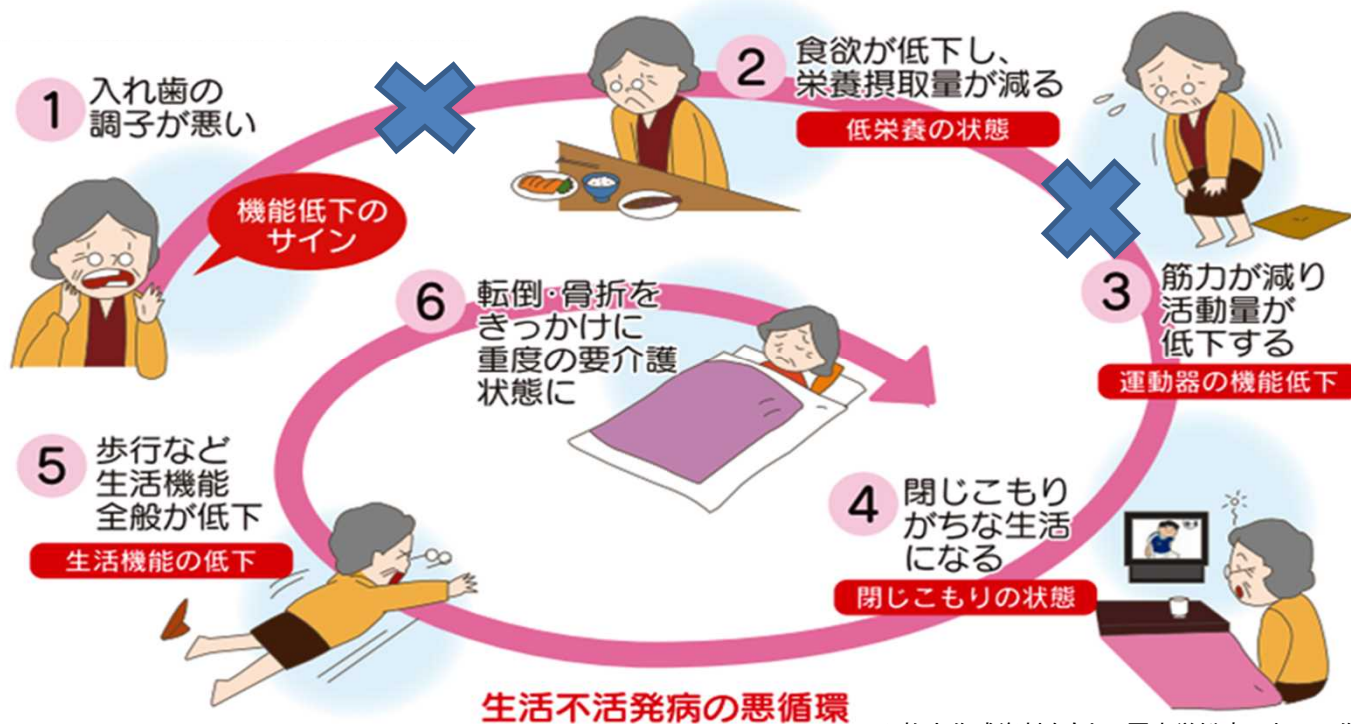 1
入れ歯の
調子が悪い
機能低下の
サイン
2
食欲が低下し、
栄養摂取量が減る
低栄養の状態
3
筋力が減り
活動量が
低下する
運動器の機能低下
4
閉じこもり
がちな生活
になる
閉じこもりの状態
5
歩行など
生活機能
全般が低下
生活機能の低下
6
転倒・骨折を
きっかけに
重度の要介護
状態に
生活不活発病の悪循環